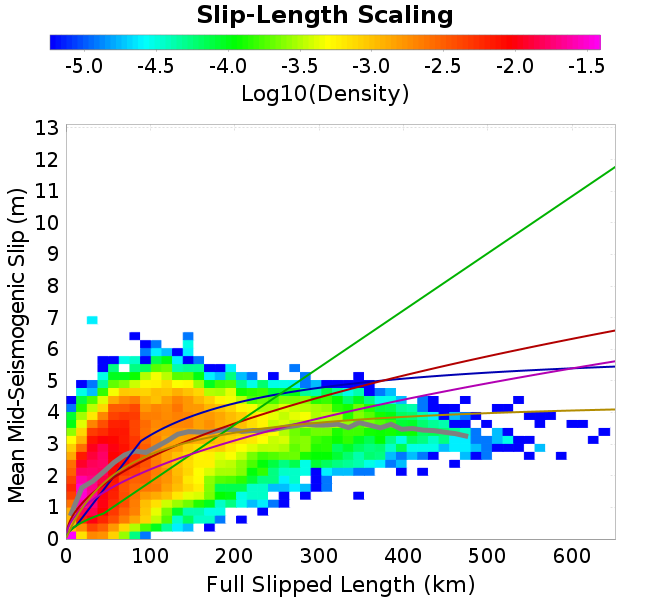 Slip-Length Scaling
-5.0 -4.5 -4.0 -3.5 -3.0 -2.5 -2.0 -1.5
Log10(Density)
13
12
11
10
9
8
7
6
5
4
3
2
1
0
Mean Mid-Seismogenic Slip (m)
0 100 200 300 400 500 600
Full Slipped Length (km)